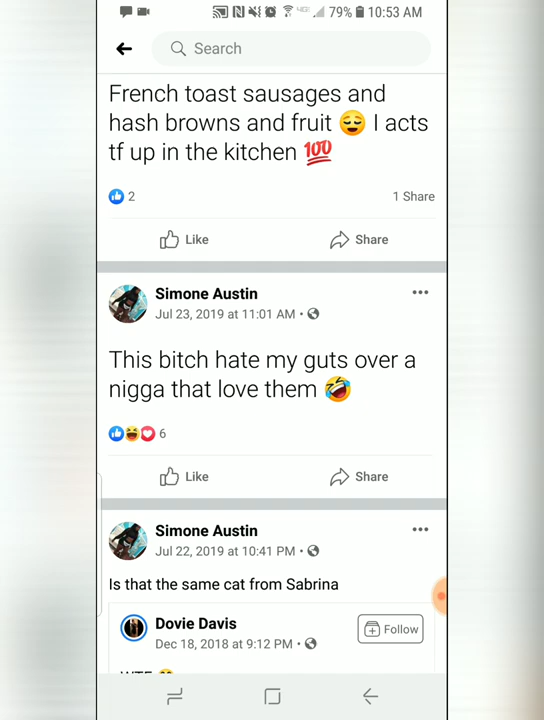 79% 10:53 AM
Search
French toast sausages and
hash browns and fruit 😌 I acts
tf up in the kitchen 💯
2 1 Share
Like Share
Simone Austin
Jul 23, 2019 at 11:01 AM •
This bitch hate my guts over a
nigga that love them 🤣
6
Like Share
Simone Austin
Jul 22, 2019 at 10:41 PM •
Is that the same cat from Sabrina
Dovie Davis
Follow
Dec 18, 2018 at 9:12 PM •